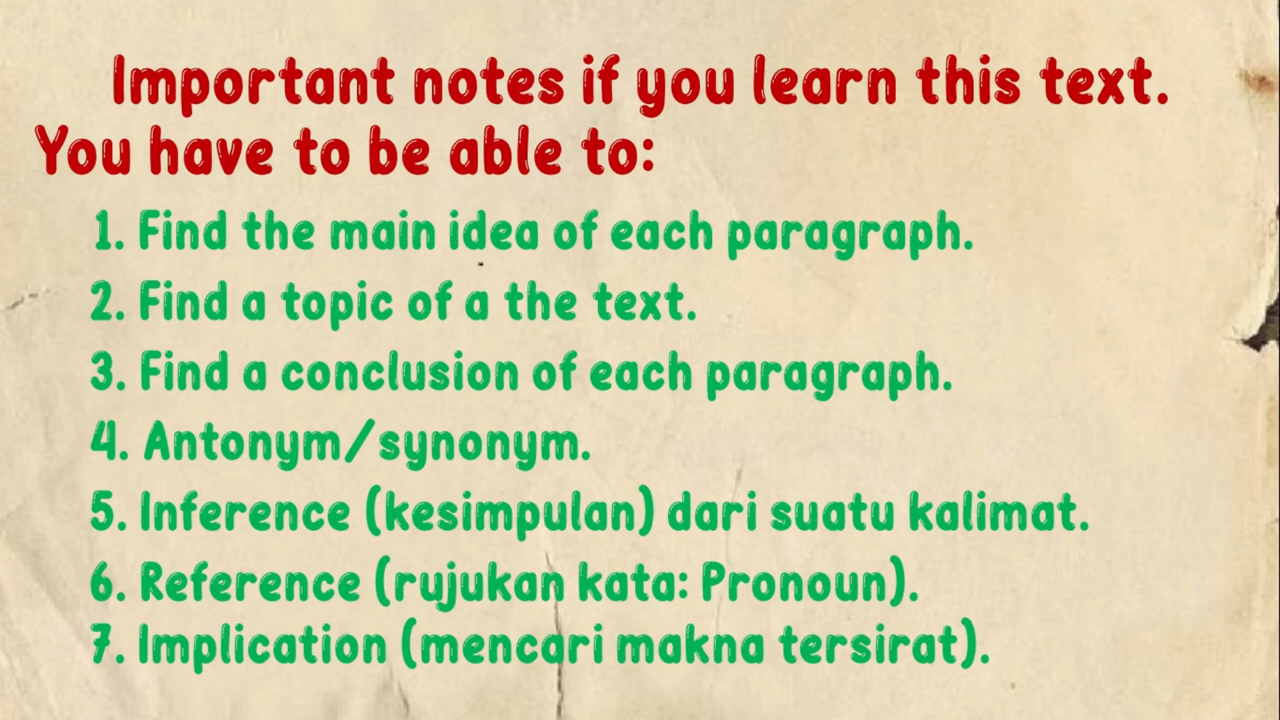 Important notes if you learn this text.
You have to be able to:
1. Find the main idea of each paragraph.
2. Find a topic of a the text.
3. Find a conclusion of each paragraph.
4. Antonym/synonym.
5. Inference (kesimpulan) dari suatu kalimat.
6. Reference (rujukan kata: Pronoun).
7. Implication (mencari makna tersirat).